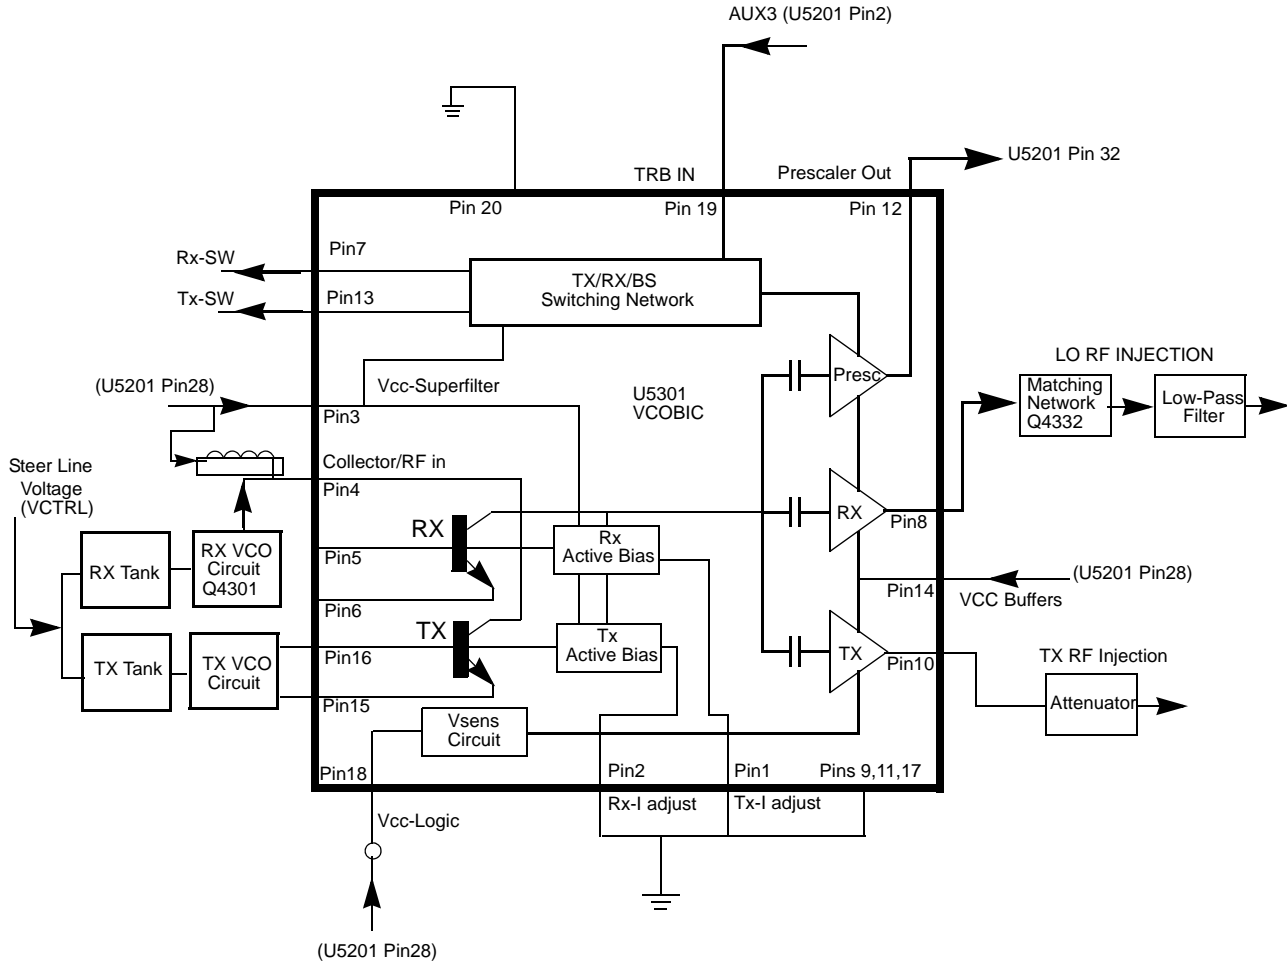 AUX3 (U5201 Pin2)
U5201 Pin 32
TRB IN
Prescaler Out
Pin 20
Pin 19
Pin 12
Rx-SW
Pin7
Tx-SW
Pin13
TX/RX/BS
Switching Network
Presc
LO RF INJECTION
(U5201 Pin28)
Vcc-Superfilter
Pin3
U5301
VCOBIC
Matching
Network
Q4332
Low-Pass
Filter
Steer Line
Voltage
(VCTRL)
Collector/RF in
Pin4
RX
Rx
Active Bias
RX
Pin8
RX Tank
RX VCO
Circuit
Q4301
Pin5
Pin6
(U5201 Pin28)
Pin14
VCC Buffers
TX
Tx
Active Bias
TX
Pin10
TX RF Injection
TX Tank
TX VCO
Circuit
Pin16
Pin15
Attenuator
Vsens
Circuit
Pin18
Pin2
Pin1
Pins 9,11,17
Rx-I adjust
Tx-I adjust
Vcc-Logic
(U5201 Pin28)